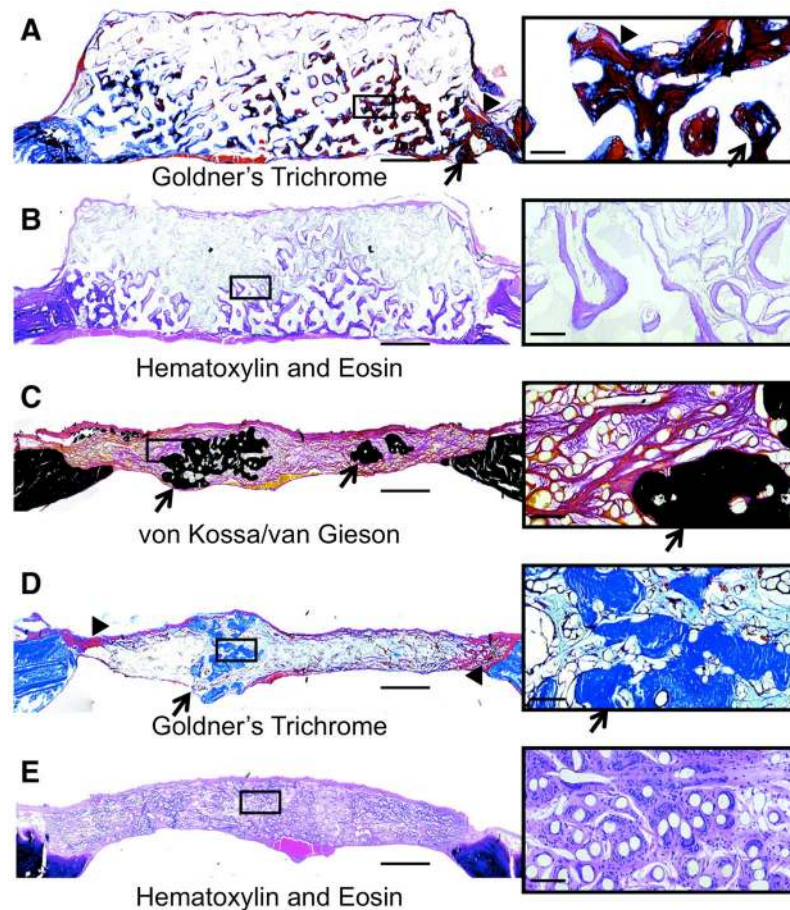 A
Goldner's Trichrome
B
Hematoxylin and Eosin
C
von Kossa/van Gieson
D
Goldner's Trichrome
E
Hematoxylin and Eosin